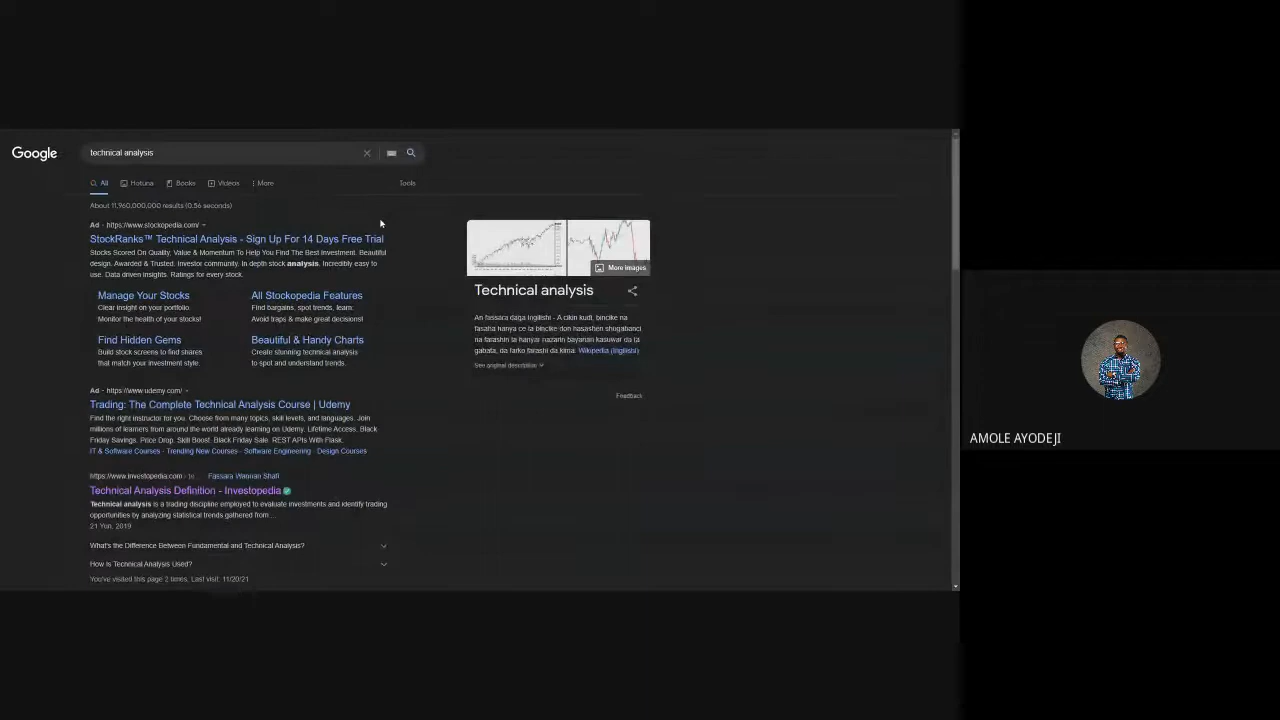 Google
technical analysis
All Hotuna Books Videos More Tools
About 11,960,000,000 results (0.56 seconds)
Ad · https://www.stockopedia.com/
StockRanks™ Technical Analysis - Sign Up For 14 Days Free Trial
Stocks Scored On Quality, Value & Momentum To Help You Find The Best Investment. Beautiful
design. Awarded & Trusted. Investor community. In depth stock analysis. Incredibly easy to
use. Data driven insights. Ratings for every stock.
Manage Your Stocks
Clear insight on your portfolio.
Monitor the health of your stocks!
All Stockopedia Features
Find bargains, spot trends, learn.
Avoid traps & make great decisions!
Find Hidden Gems
Build stock screens to find shares
that match your investment style.
Beautiful & Handy Charts
Create stunning technical analysis
to spot and understand trends.
Ad · https://www.udemy.com/
Trading: The Complete Technical Analysis Course | Udemy
Find the right instructor for you. Choose from many topics, skill levels, and languages. Join
millions of learners from around the world already learning on Udemy. Lifetime Access. Black
Friday Savings. Price Drop. Skill Boost. Black Friday Sale. REST APIs With Flask.
IT & Software Courses · Trending New Courses · Software Engineering · Design Courses
https://www.investopedia.com Fassara Wannan Shafi
Technical Analysis Definition - Investopedia
Technical analysis is a trading discipline employed to evaluate investments and identify trading
opportunities by analyzing statistical trends gathered from ...
21 Yun, 2019
What's the Difference Between Fundamental and Technical Analysis?
How Is Technical Analysis Used?
You've visited this page 2 times. Last visit: 11/20/21
More images
Technical analysis
An fassara daga Ingilishi - A cikin kuɗi, bincike na
fasaha hanya ce ta bincike don hasashen shugabanci
na farashin ta hanyar nazarin bayanan kasuwar da ta
gabata, da farko farashi da kima. Wikipedia (Ingilishi)
See original description
Feedback
AMOLE AYODEJI